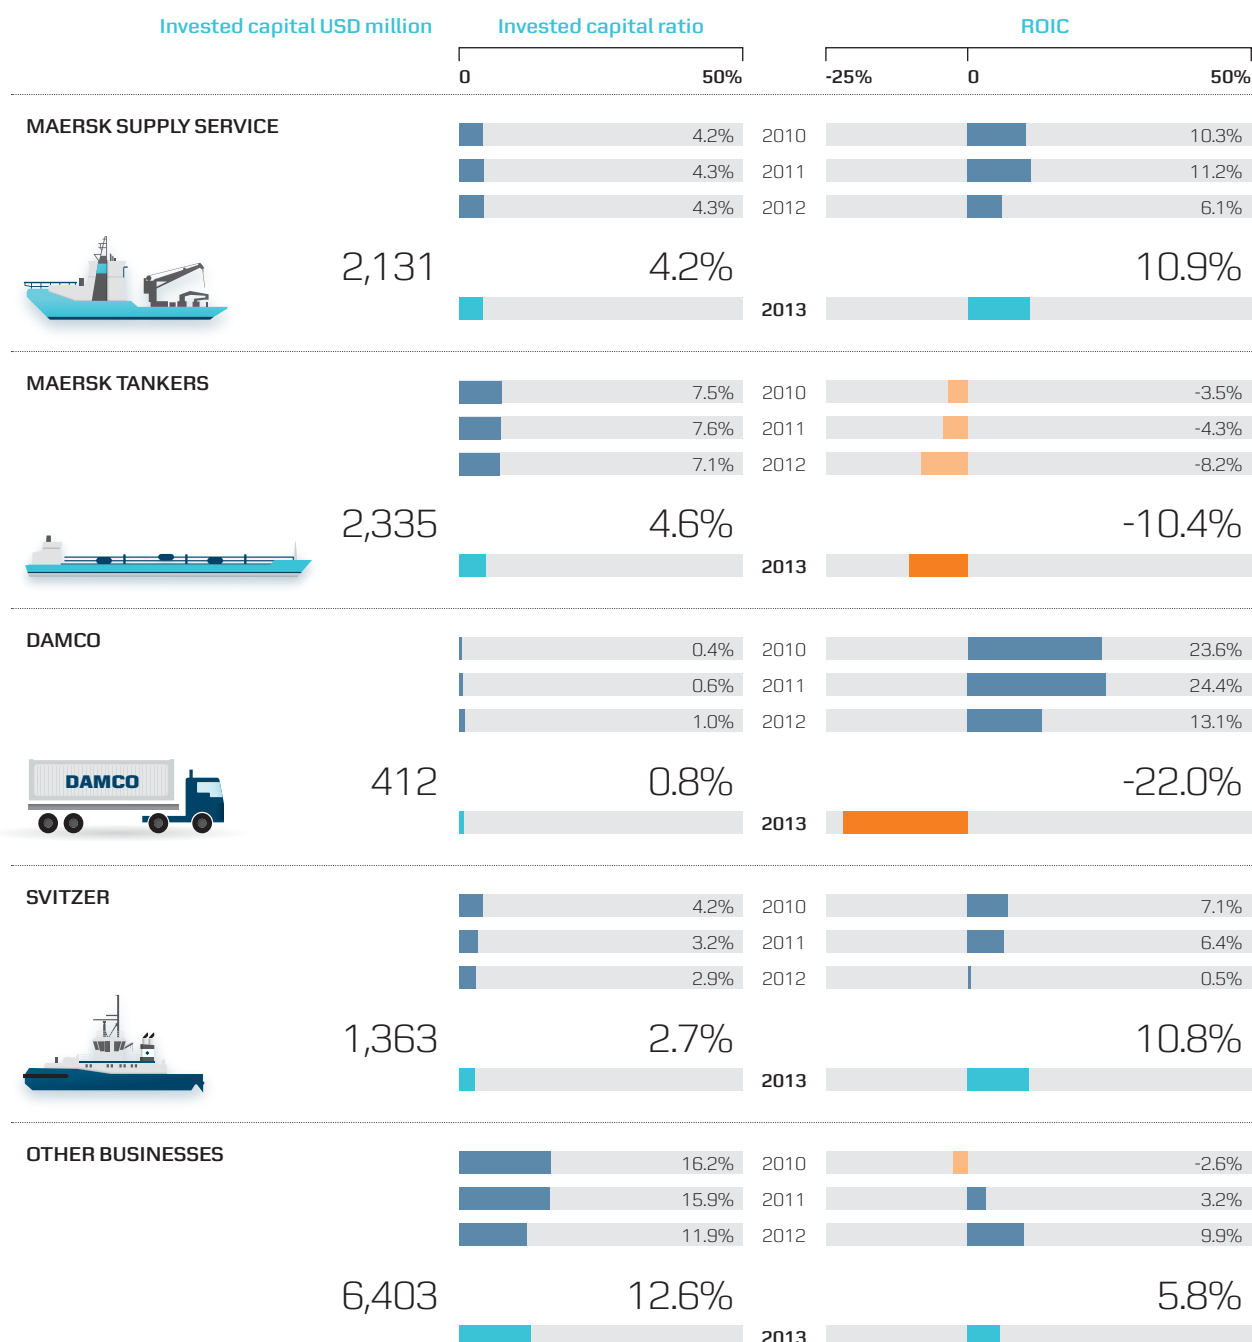 Invested capital USD million Invested capital ratio ROIC
0 50% -25% 0 50%
MAERSK SUPPLY SERVICE
4.2% 2010 10.3%
4.3% 2011 11.2%
4.3% 2012 6.1%
2,131 4.2% 10.9%
2013
MAERSK TANKERS
7.5% 2010 -3.5%
7.6% 2011 -4.3%
7.1% 2012 -8.2%
2,335 4.6% -10.4%
2013
DAMCO
0.4% 2010 23.6%
0.6% 2011 24.4%
1.0% 2012 13.1%
DAMCO 412 0.8% -22.0%
2013
SVITZER
4.2% 2010 7.1%
3.2% 2011 6.4%
2.9% 2012 0.5%
1,363 2.7% 10.8%
2013
OTHER BUSINESSES
16.2% 2010 -2.6%
15.9% 2011 3.2%
11.9% 2012 9.9%
6,403 12.6% 5.8%
2013